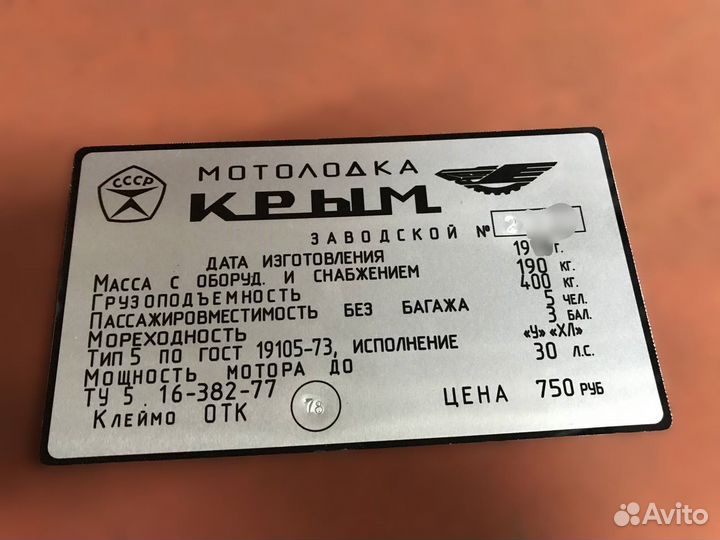 СССР
МОТОЛОДКА
КРЫМ
ЗАВОДСКОЙ № 2
ДАТА ИЗГОТОВЛЕНИЯ 19 Г.
МАССА С ОБОРУД. И СНАБЖЕНИЕМ 190 КГ.
ГРУЗОПОДЪЕМНОСТЬ 400 КГ.
ПАССАЖИРОВМЕСТИМОСТЬ БЕЗ БАГАЖА 5 ЧЕЛ.
МОРЕХОДНОСТЬ 3 БАЛ.
ТИП 5 ПО ГОСТ 19105-73, ИСПОЛНЕНИЕ «У» «ХЛ»
МОЩНОСТЬ МОТОРА ДО 30 Л.С.
ТУ 5.16-382-77
КЛЕЙМО ОТК 78 ЦЕНА 750 РУБ
Avito